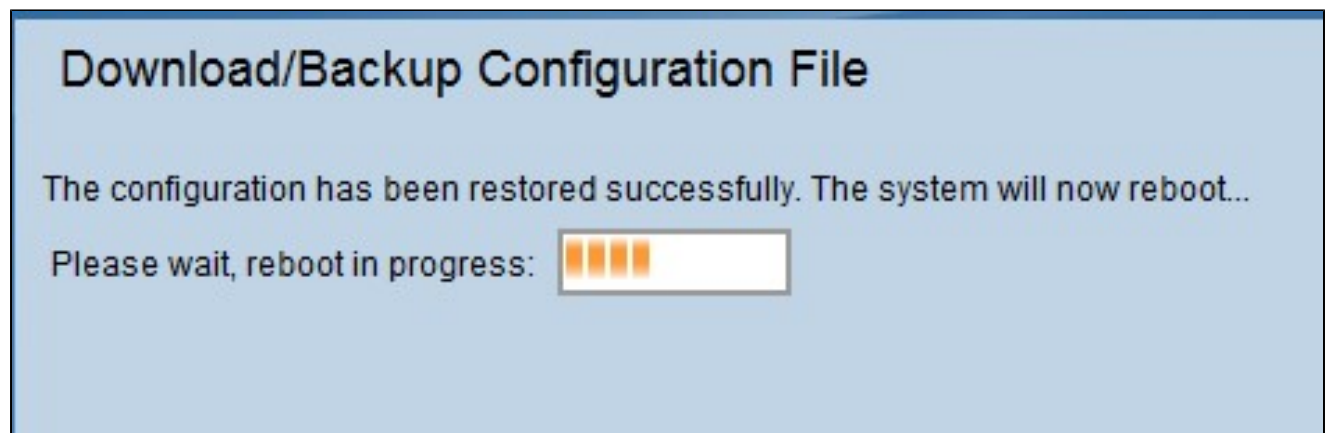 Download/Backup Configuration File
The configuration has been restored successfully. The system will now reboot...
Please wait, reboot in progress: